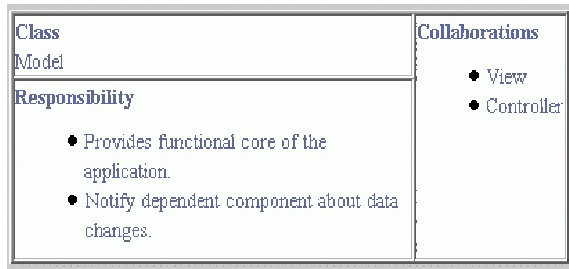 Class
Model
Responsibility
Provides functional core of the
application.
Notify dependent component about data
changes.
Collaborations
View
Controller